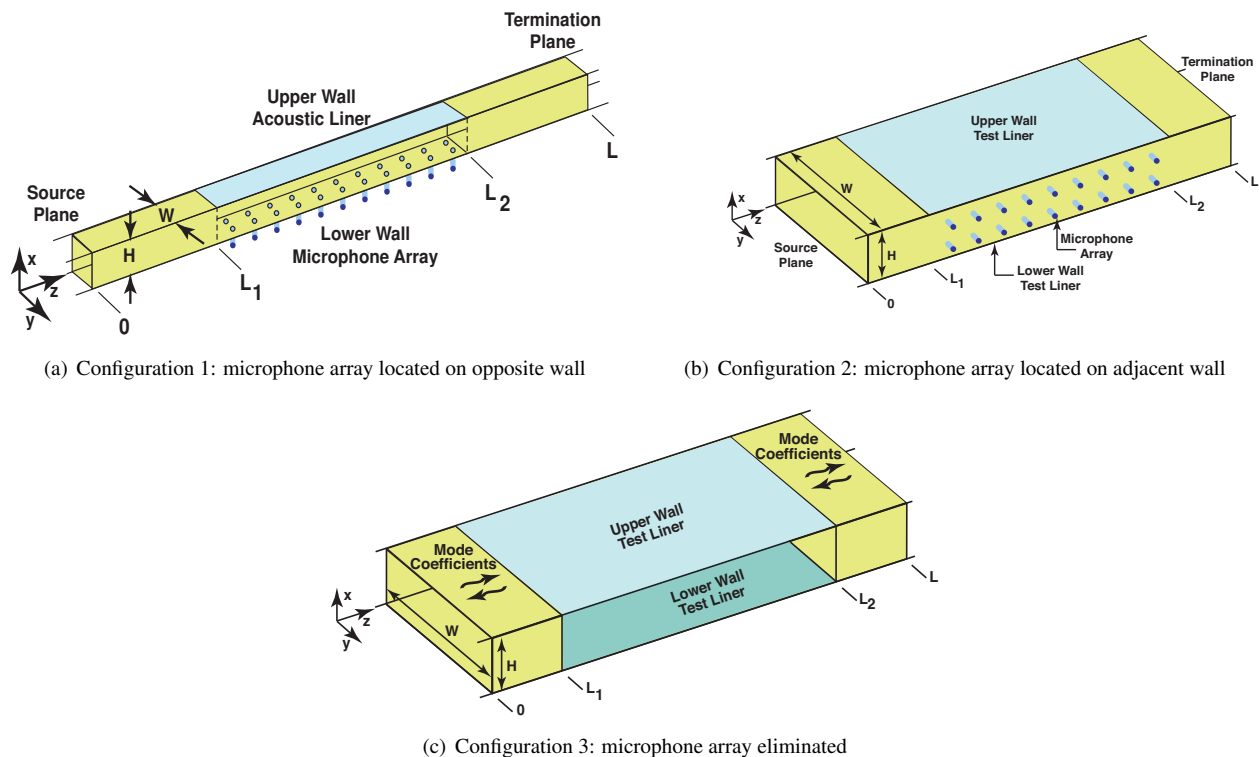 Termination
Plane
Upper Wall
Acoustic Liner
Source
Plane
W
H
x
z
y
0
L1
L2
L
Lower Wall
Microphone Array
(a) Configuration 1: microphone array located on opposite wall
Termination
Plane
Upper Wall
Test Liner
W
x
z
y
Source
Plane
H
0
L1
L2
L
Microphone
Array
Lower Wall
Test Liner
(b) Configuration 2: microphone array located on adjacent wall
Mode
Coefficients
Upper Wall
Test Liner
Mode
Coefficients
Lower Wall
Test Liner
x
z
y
W
H
0
L1
L2
L
(c) Configuration 3: microphone array eliminated